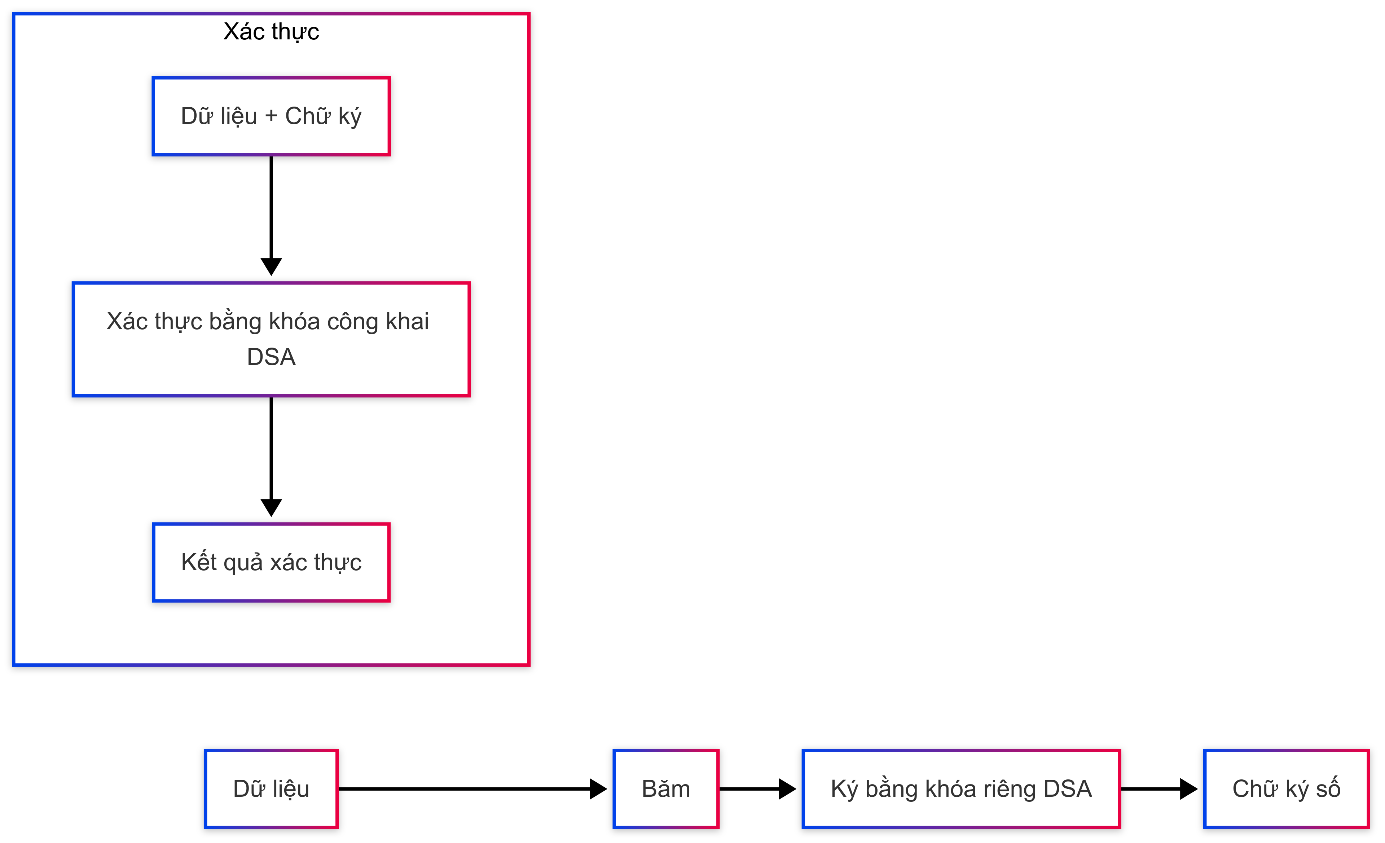 Xác thực
Dữ liệu + Chữ ký
Xác thực bằng khóa công khai
DSA
Kết quả xác thực
Dữ liệu
Băm
Ký bằng khóa riêng DSA
Chữ ký số